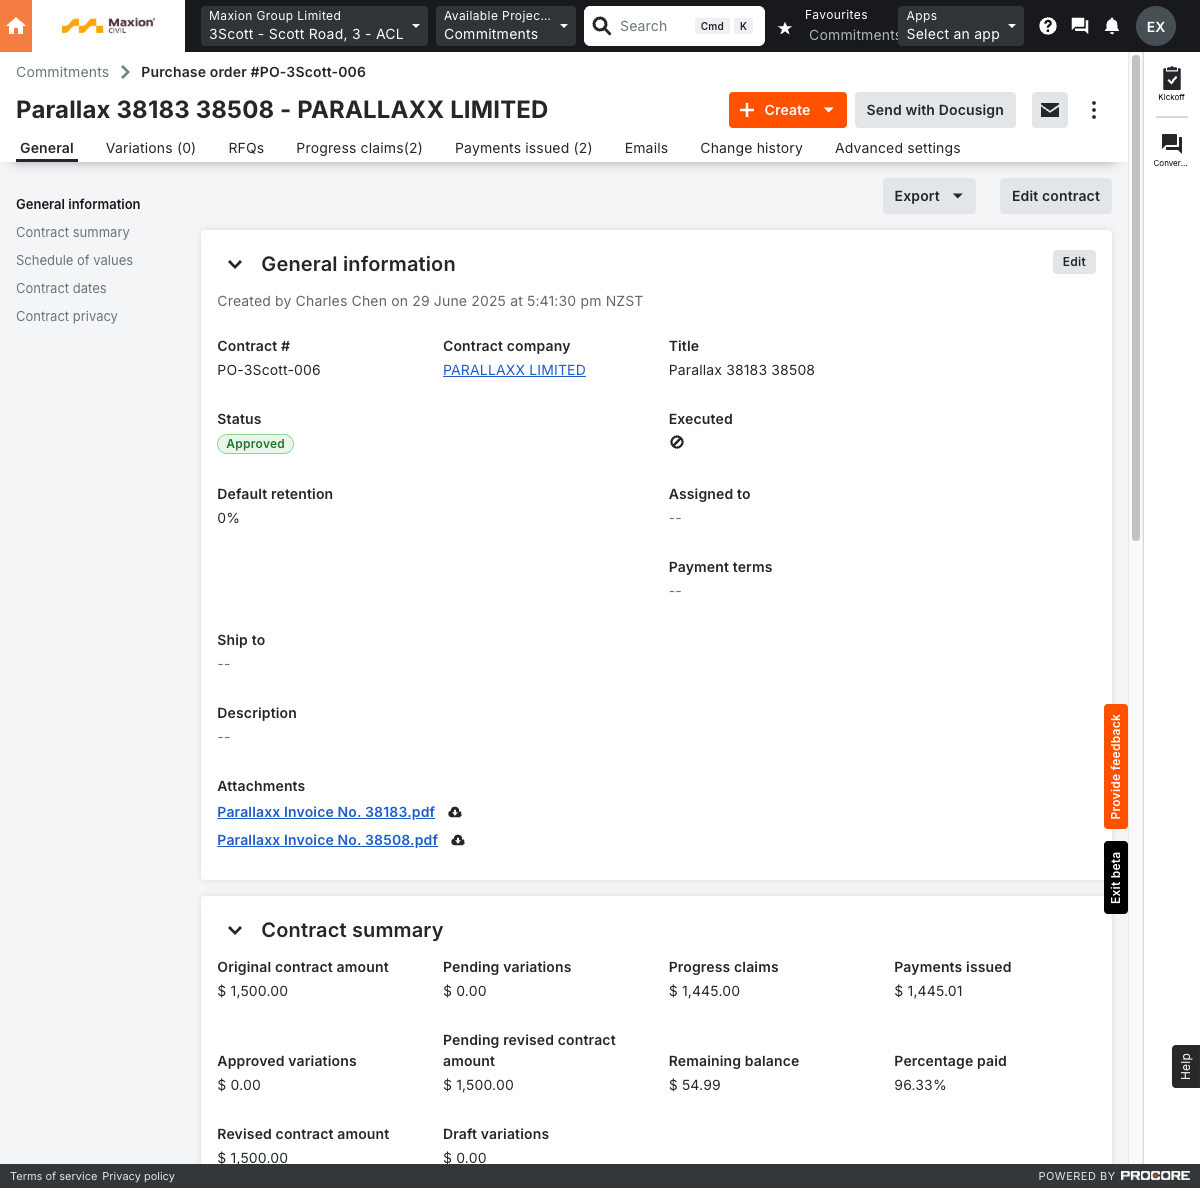 Maxion
CIVIL
Maxion Group Limited
3Scott - Scott Road, 3 - ACL
Available Projec...
Commitments
Search
Cmd
K
Favourites
Commitments
Apps
Select an app
EX
Commitments
Purchase order #PO-3Scott-006
Parallax 38183 38508 - PARALLAXX LIMITED
Create
Send with Docusign
General
Variations (0)
RFQs
Progress claims(2)
Payments issued (2)
Emails
Change history
Advanced settings
Kickoff
Conver...
General information
Contract summary
Schedule of values
Contract dates
Contract privacy
Export
Edit contract
General information
Edit
Created by Charles Chen on 29 June 2025 at 5:41:30 pm NZST
Contract #
PO-3Scott-006
Contract company
PARALLAXX LIMITED
Title
Parallax 38183 38508
Status
Approved
Executed
Default retention
0%
Assigned to
--
Payment terms
--
Ship to
--
Description
--
Attachments
Parallaxx Invoice No. 38183.pdf
Parallaxx Invoice No. 38508.pdf
Provide feedback
Exit beta
Contract summary
Original contract amount
$ 1,500.00
Pending variations
$ 0.00
Progress claims
$ 1,445.00
Payments issued
$ 1,445.01
Approved variations
$ 0.00
Pending revised contract
amount
$ 1,500.00
Remaining balance
$ 54.99
Percentage paid
96.33%
Revised contract amount
$ 1,500.00
Draft variations
$ 0.00
Help
Terms of service
Privacy policy
POWERED BY PROCORE